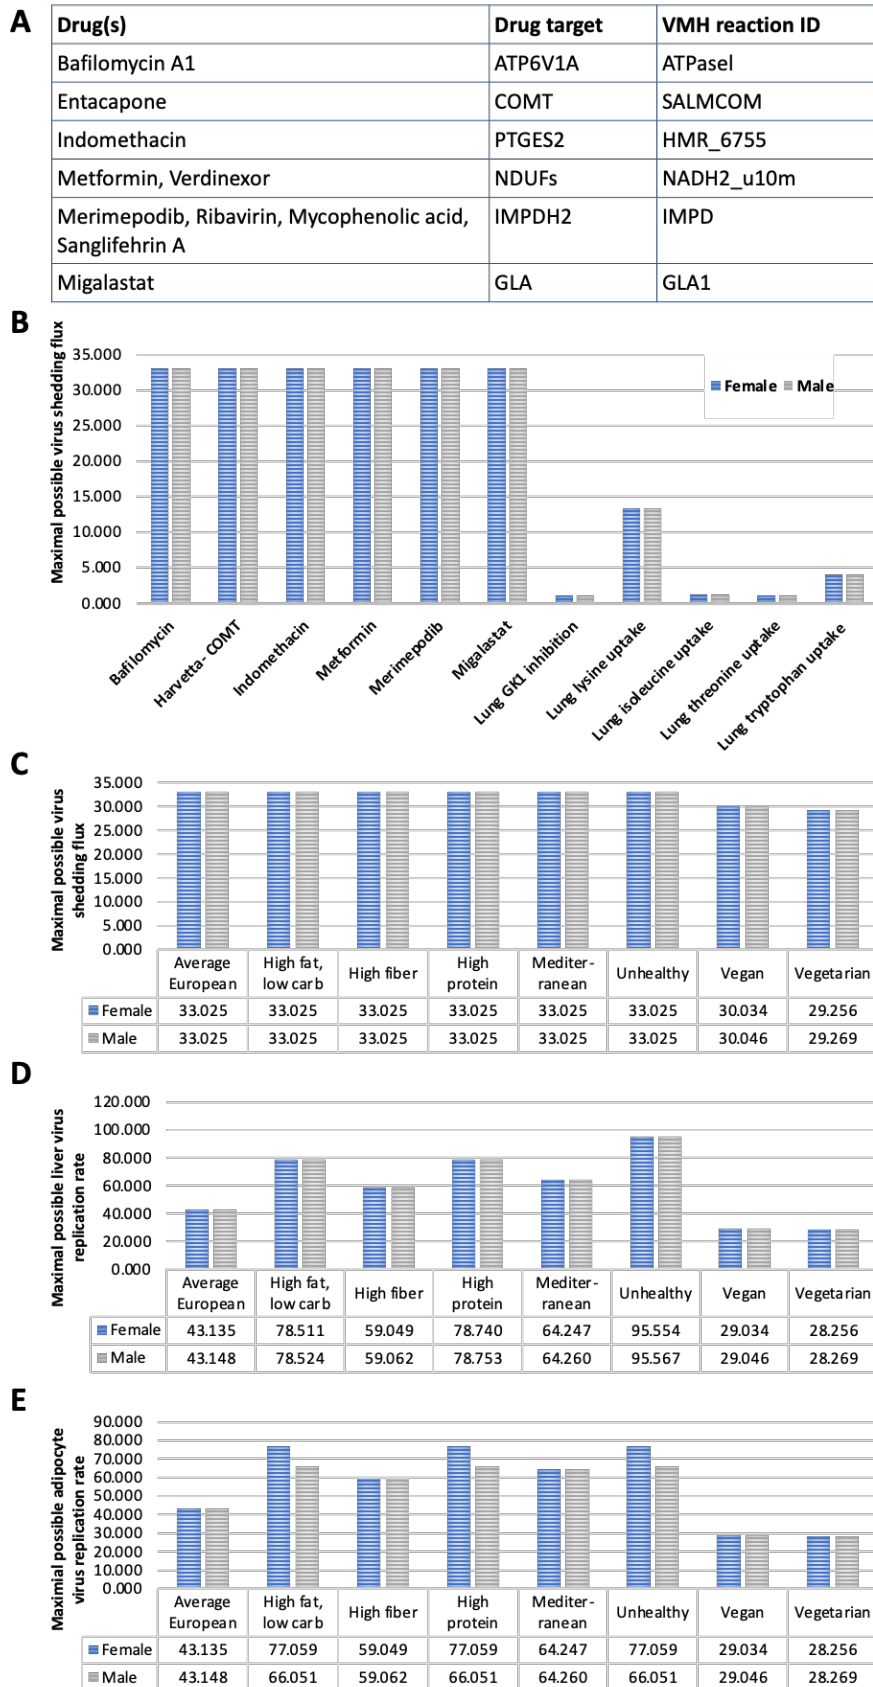 A
Drug(s) Drug target VMH reaction ID
Bafilomycin A1 ATP6V1A ATPasel
Entacapone COMT SALMCOM
Indomethacin PTGES2 HMR_6755
Metformin, Verdinexor NDUFs NADH2_u10m
Merimepodib, Ribavirin, Mycophenolic acid, IMPDH2 IMPD
Sanglifehrin A
Migalastat GLA GLA1
B
Maximal possible virus shedding flux
35.000
30.000
25.000
20.000
15.000
10.000
5.000
0.000
Female Male
Bafilomycin
Harvetta- COMT
Indomethacin
Metformin
Merimepodib
Migalastat
Lung GK1 inhibition
Lung lysine uptake
Lung isoleucine uptake
Lung threonine uptake
Lung tryptophan uptake
C
Maximal possible virus
shedding flux
35.000
30.000
25.000
20.000
15.000
10.000
5.000
0.000
Average High fat, High fiber High Mediter- Unhealthy Vegan Vegetarian
European low carb protein ranean
Female 33.025 33.025 33.025 33.025 33.025 33.025 30.034 29.256
Male 33.025 33.025 33.025 33.025 33.025 33.025 30.046 29.269
D
Maximal possible liver virus
replication rate
120.000
100.000
80.000
60.000
40.000
20.000
0.000
Average High fat, High fiber High Mediter- Unhealthy Vegan Vegetarian
European low carb protein ranean
Female 43.135 78.511 59.049 78.740 64.247 95.554 29.034 28.256
Male 43.148 78.524 59.062 78.753 64.260 95.567 29.046 28.269
E
Maximial possible adipocyte
virus replication rate
90.000
80.000
70.000
60.000
50.000
40.000
30.000
20.000
10.000
0.000
Average High fat, High fiber High Mediter- Unhealthy Vegan Vegetarian
European low carb protein ranean
Female 43.135 77.059 59.049 77.059 64.247 77.059 29.034 28.256
Male 43.148 66.051 59.062 66.051 64.260 66.051 29.046 28.269